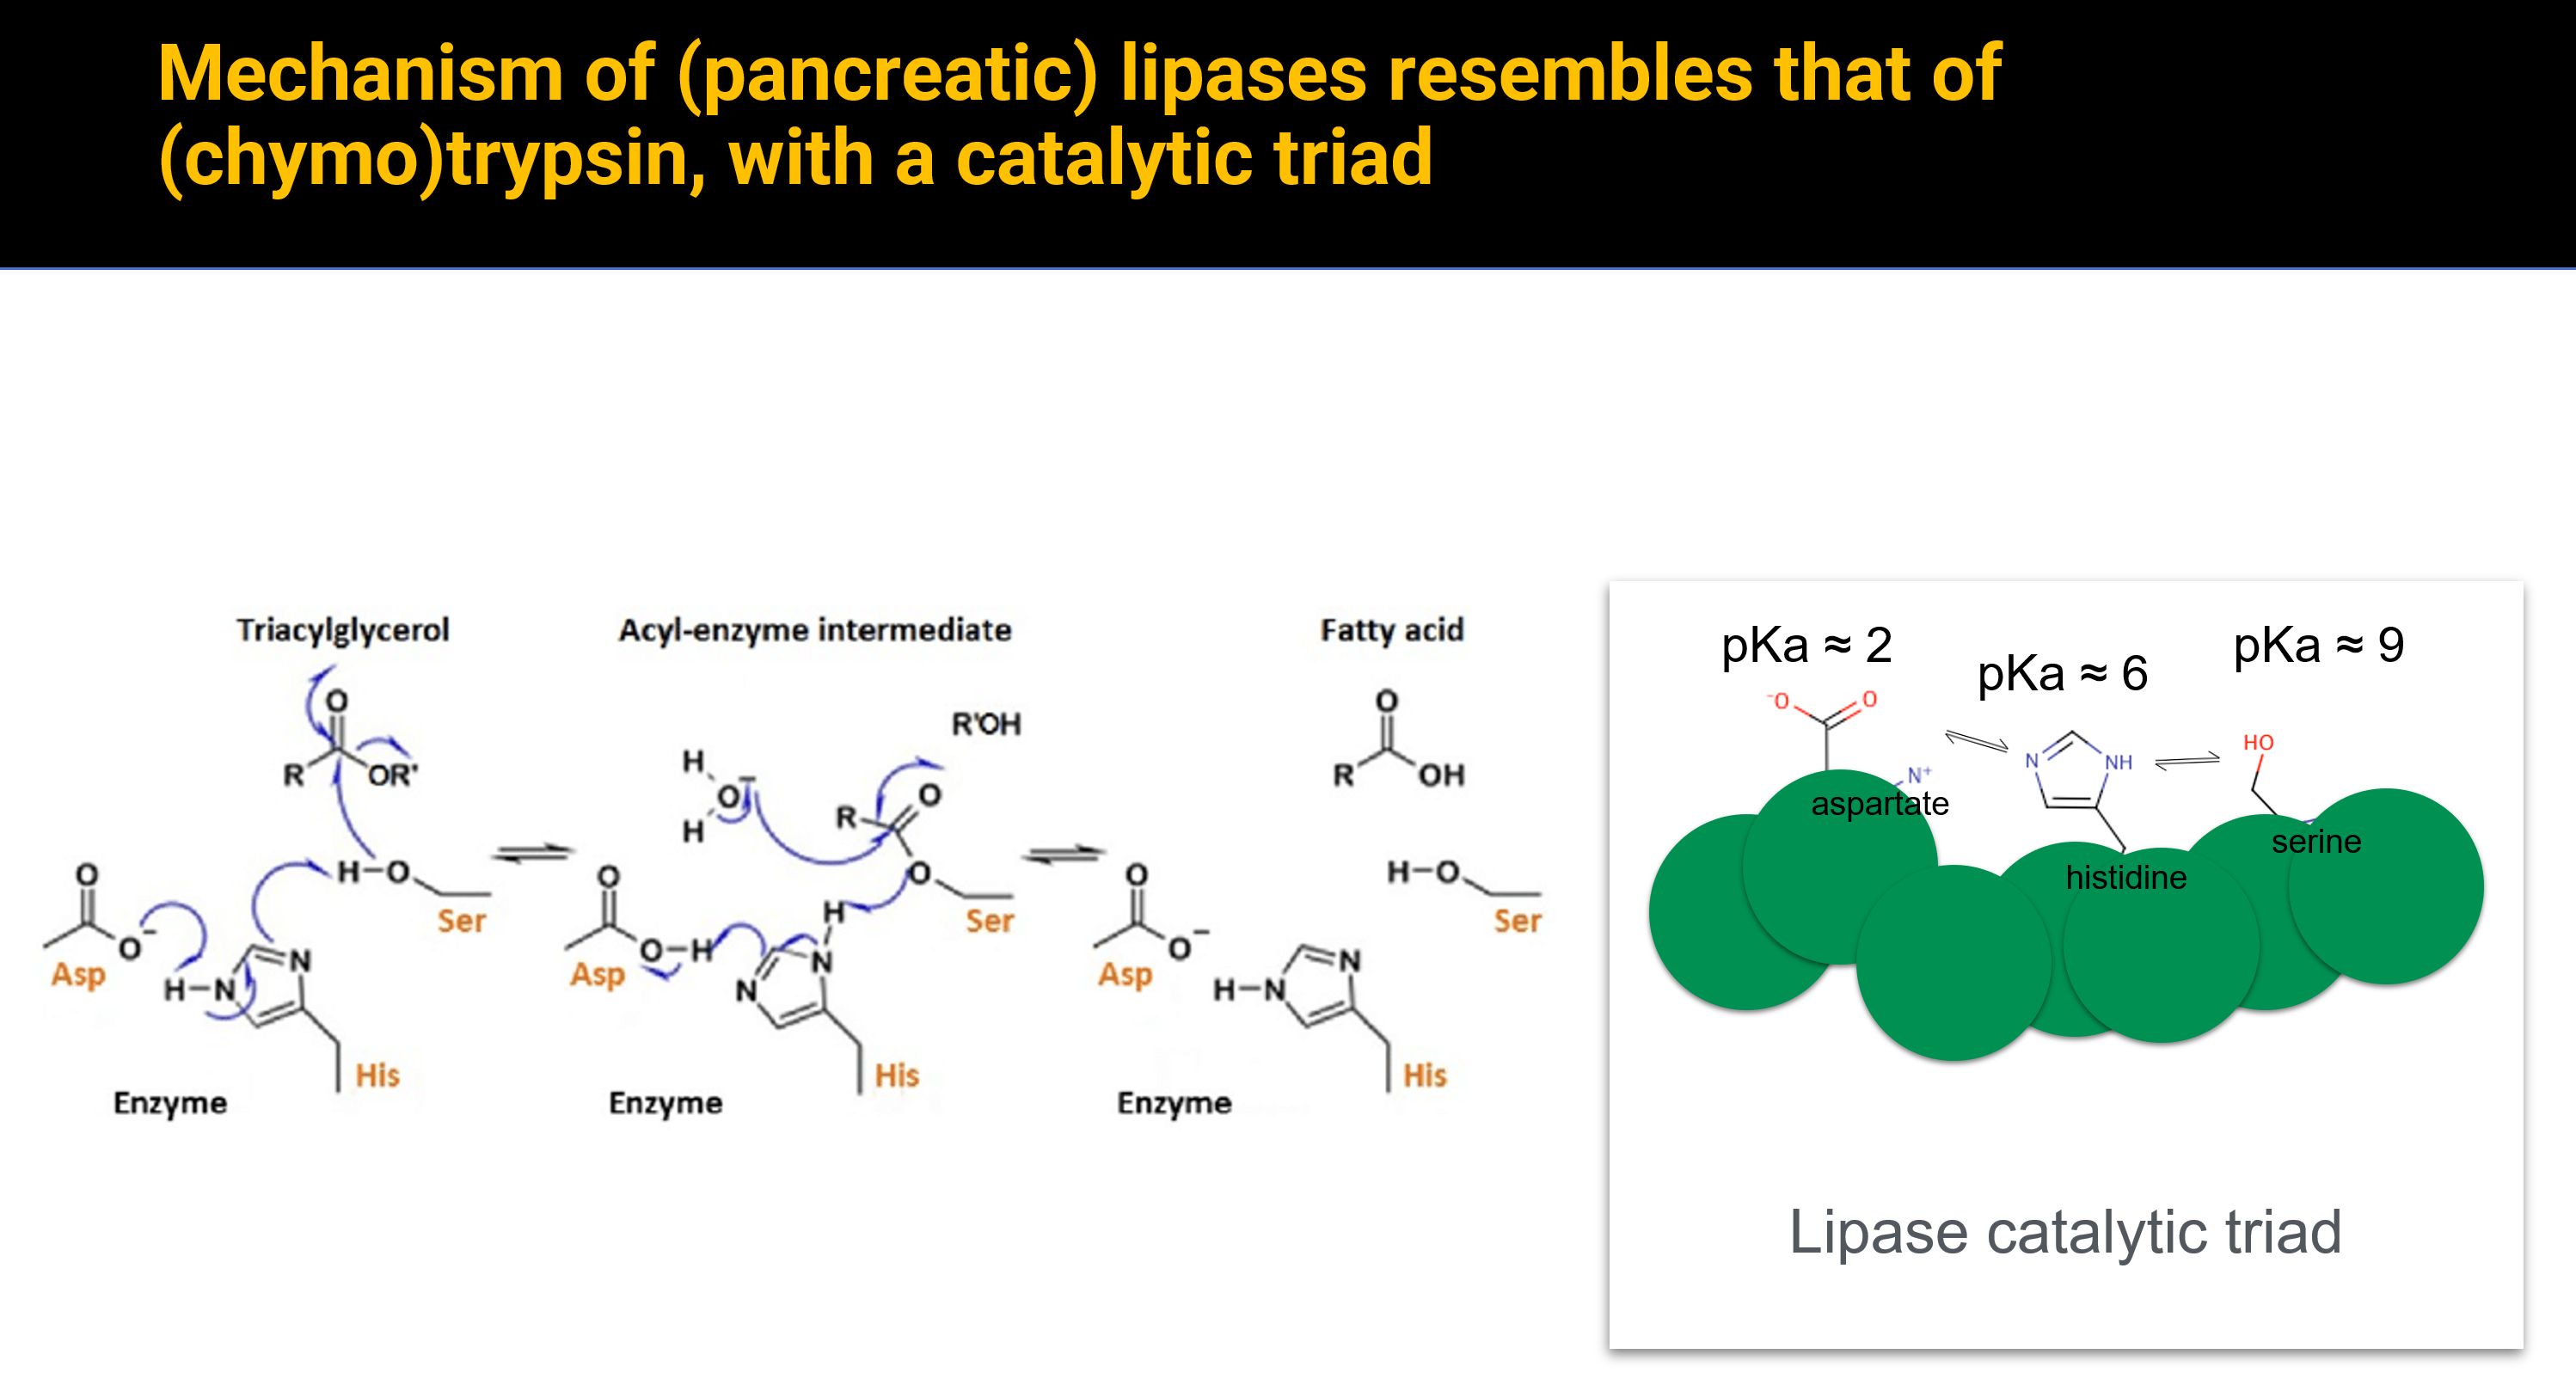 Mechanism of (pancreatic) lipases resembles that of
(chymo)trypsin, with a catalytic triad
Triacylglycerol
O
R
OR'
H–O
Ser
O
O⁻
Asp
H–N
N
His
Enzyme
Acyl-enzyme intermediate
R'OH
H
O
H
R
O
O
Ser
H
O
O–H
Asp
N
N
His
Enzyme
Fatty acid
O
R
OH
H–O
Ser
O
O⁻
Asp
H–N
N
His
Enzyme
pKa ≈ 2
pKa ≈ 6
pKa ≈ 9
⁻O
O
N⁺
aspartate
N
NH
histidine
HO
serine
Lipase catalytic triad